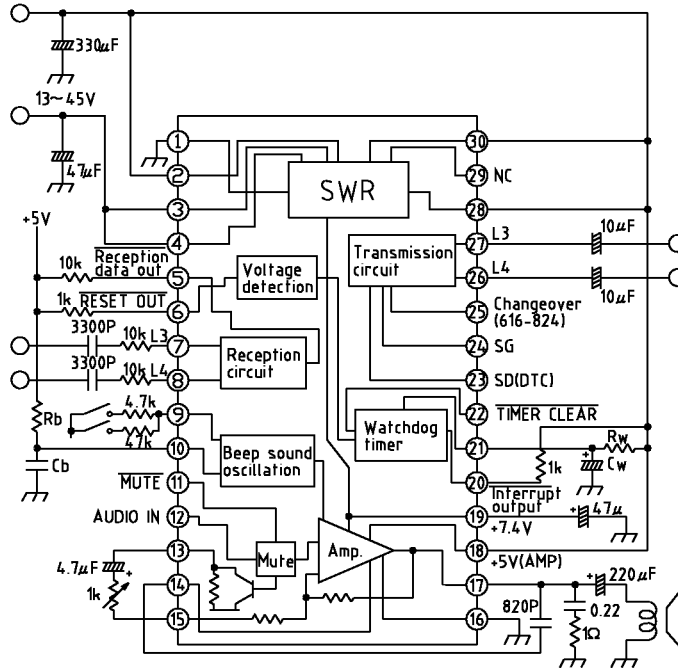 330µF
13~45V
47µF
+5V
1
2
3
4
5
6
7
8
9
10
11
12
13
14
15
30
29
28
27
26
25
24
23
22
21
20
19
18
17
16
SWR
NC
L3
L4
10µF
10µF
Transmission
circuit
Changeover
(616-824)
SG
SD(DTC)
TIMER CLEAR
Reception
data out
10k
1k
RESET OUT
Voltage
detection
3300P
10k
L3
3300P
10k
L4
Reception
circuit
Rb
4.7k
47k
Cb
Beep sound
oscillation
Watchdog
timer
Rw
Cw
+
1k
Interrupt
output
+7.4V
+
47µ
+5V(AMP)
MUTE
AUDIO IN
Mute
Amp.
4.7µF
+
1k
820P
0.22
1Ω
+
220µF